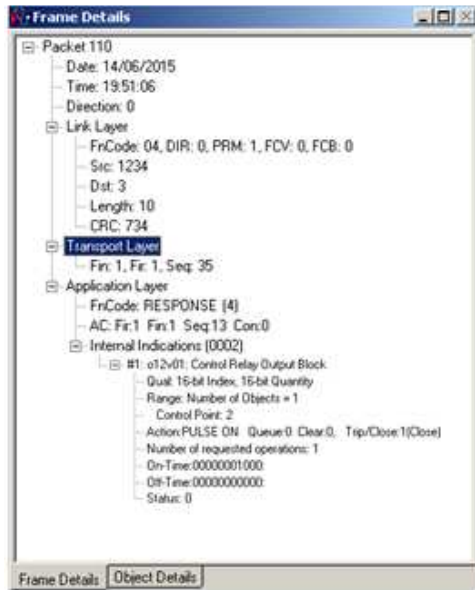 Frame Details
Packet 110
Date: 14/06/2015
Time: 19:51:06
Direction: 0
Link Layer
FnCode: 04, DIR: 0, PRM: 1, FCV: 0, FCB: 0
Src: 1234
Dst: 3
Length: 10
CRC: 734
Transport Layer
Fin: 1, Fir: 1, Seq: 35
Application Layer
FnCode: RESPONSE (4)
AC: Fir:1 Fin:1 Seq:13 Con:0
Internal Indications (0002)
#1: o12v01: Control Relay Output Block
Qual: 16-bit Index, 16-bit Quantity
Range: Number of Objects = 1
Control Point: 2
Action:PULSE ON Queue:0 Clear:0, Trip/Close:1(Close)
Number of requested operations: 1
On-Time:00000001000:
Off-Time:00000000000:
Status: 0
Frame Details Object Details